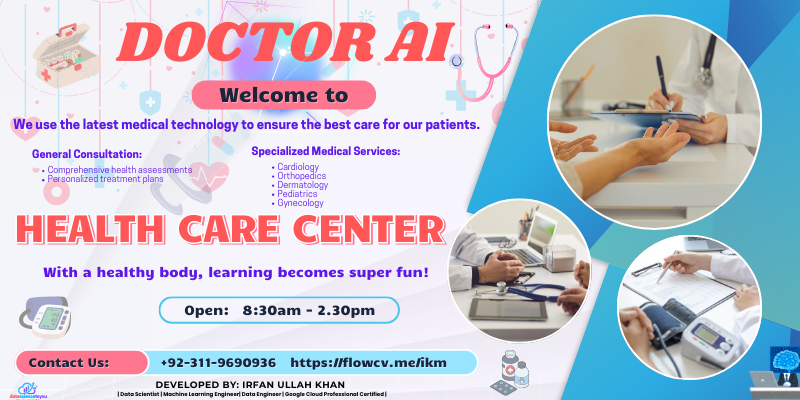 DOCTOR AI
Welcome to
We use the latest medical technology to ensure the best care for our patients.
General Consultation:
• Comprehensive health assessments
• Personalized treatment plans
Specialized Medical Services:
• Cardiology
• Orthopedics
• Dermatology
• Pediatrics
• Gynecology
HEALTH CARE CENTER
With a healthy body, learning becomes super fun!
Open: 8:30am - 2.30pm
Contact Us: +92-311-9690936 https://flowcv.me/ikm
DEVELOPED BY: IRFAN ULLAH KHAN
| Data Scientist | Machine Learning Engineer| Data Engineer | Google Cloud Professional Certified |